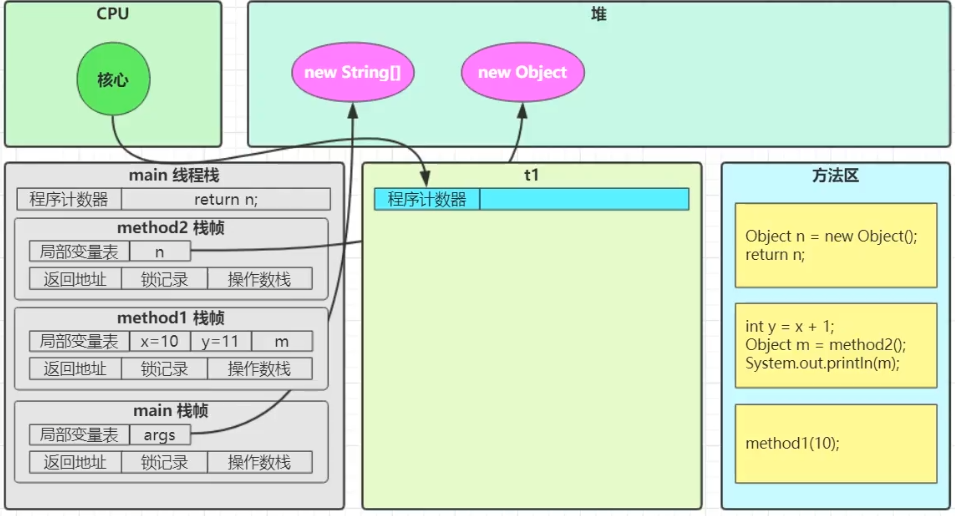 CPU
核心
堆
new String[]
new Object
main 线程栈
程序计数器
return n;
method2 栈帧
局部变量表
n
返回地址
锁记录
操作数栈
method1 栈帧
局部变量表
x=10
y=11
m
返回地址
锁记录
操作数栈
main 栈帧
局部变量表
args
返回地址
锁记录
操作数栈
t1
程序计数器
方法区
Object n = new Object();
return n;
int y = x + 1;
Object m = method2();
System.out.println(m);
method1(10);